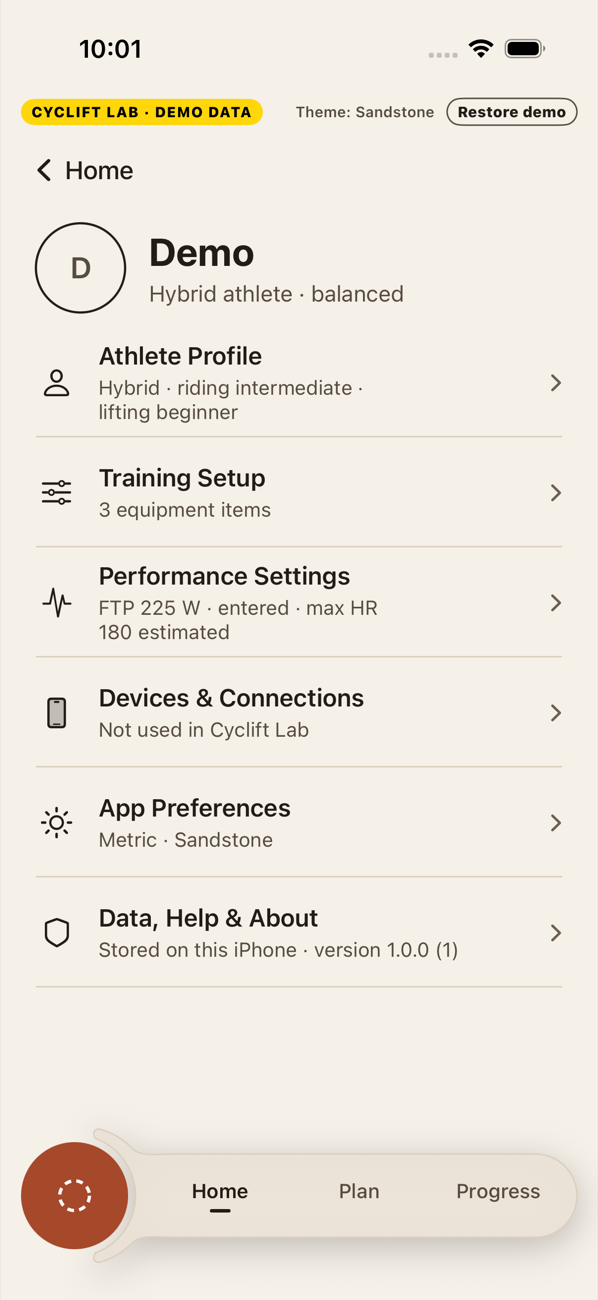 10:01
CYCLIFT LAB · DEMO DATA
Theme: Sandstone
Restore demo
Home
D
Demo
Hybrid athlete · balanced
Athlete Profile
Hybrid · riding intermediate ·
lifting beginner
Training Setup
3 equipment items
Performance Settings
FTP 225 W · entered · max HR
180 estimated
Devices & Connections
Not used in Cyclift Lab
App Preferences
Metric · Sandstone
Data, Help & About
Stored on this iPhone · version 1.0.0 (1)
Home
Plan
Progress